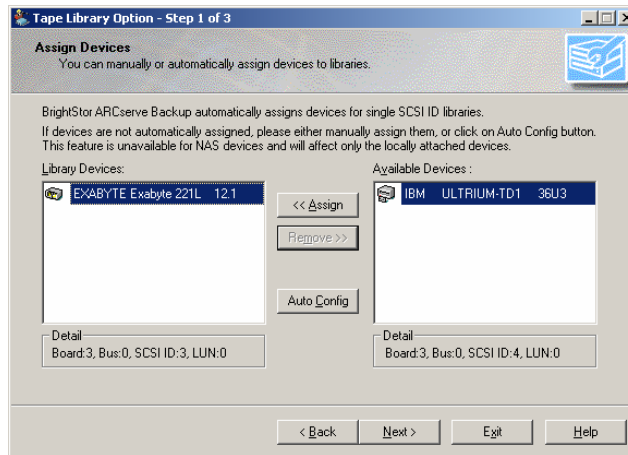 Tape Library Option - Step 1 of 3
Assign Devices
You can manually or automatically assign devices to libraries.
BrightStor ARCserve Backup automatically assigns devices for single SCSI ID libraries.
If devices are not automatically assigned, please either manually assign them, or click on Auto Config button.
This feature is unavailable for NAS devices and will affect only the locally attached devices.
Library Devices: Available Devices :
EXABYTE Exabyte 221L 12.1 IBM ULTRIUM-TD1 36U3
<< Assign
Remove >>
Auto Config
Detail Detail
Board:3, Bus:0, SCSI ID:3, LUN:0 Board:3, Bus:0, SCSI ID:4, LUN:0
< Back Next > Exit Help